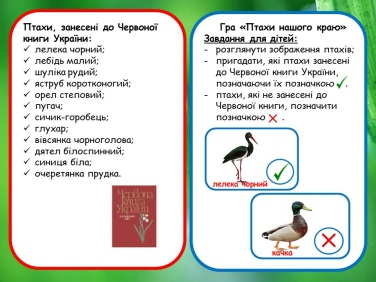 Птахи, занесені до Червоної
книги України:
✓ лелека чорний;
✓ лебідь малий;
✓ шуліка рудий;
✓ яструб коротконогий;
✓ орел степовий;
✓ пугач;
✓ сичик-горобець;
✓ глухар;
✓ вівсянка чорноголова;
✓ дятел білоспинний;
✓ синиця біла;
✓ очеретянка прудка.
Червона
книга
України
Гра «Птахи нашого краю»
Завдання для дітей:
- розглянути зображення птахів;
- пригадати, які птахи занесені
до Червоної книги України,
позначаючи їх позначкою ✓.
- птахи, які не занесені до
Червоної книги, позначити
позначкою ✕ .
лелека чорний
качка